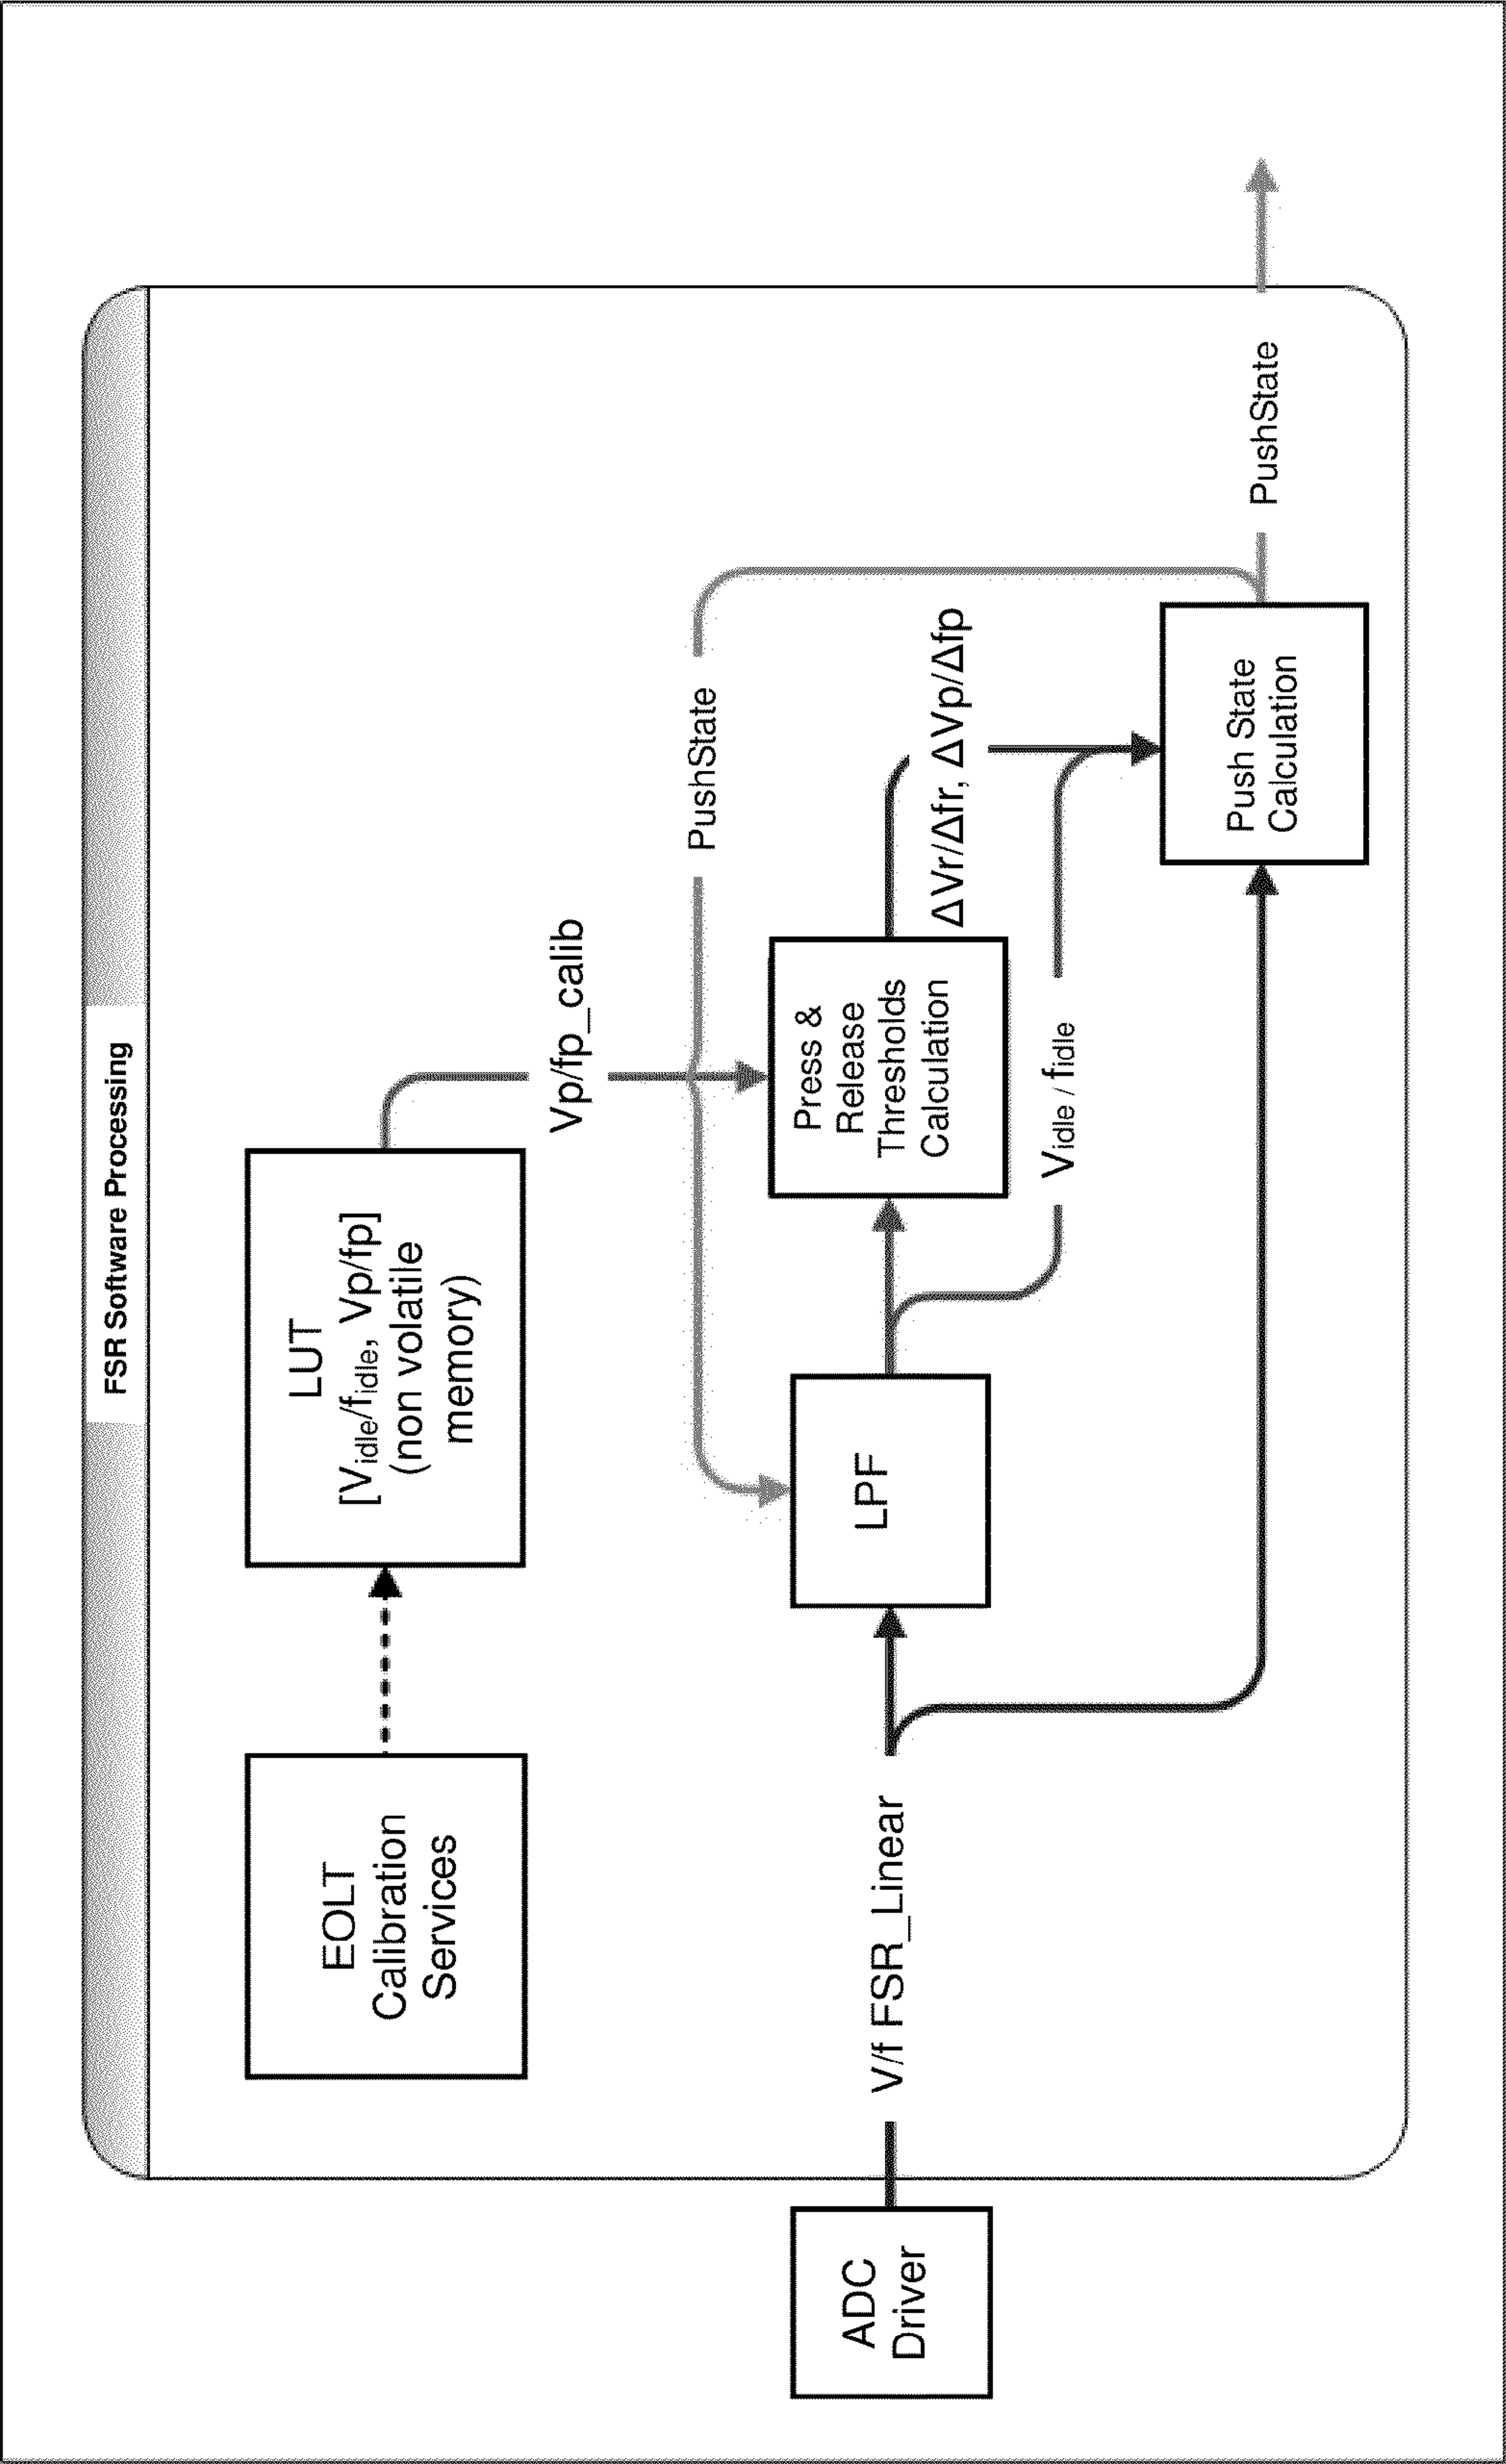 FSR Software Processing
EOLT
Calibration
Services
LUT
[Vidle/fidle, Vp/fp]
(non volatile
memory)
Vp/fp_calib
PushState
ADC
Driver
V/f FSR_Linear
LPF
Press &
Release
Thresholds
Calculation
ΔVr/Δfr, ΔVp/Δfp
Vidle / fidle
Push State
Calculation
PushState